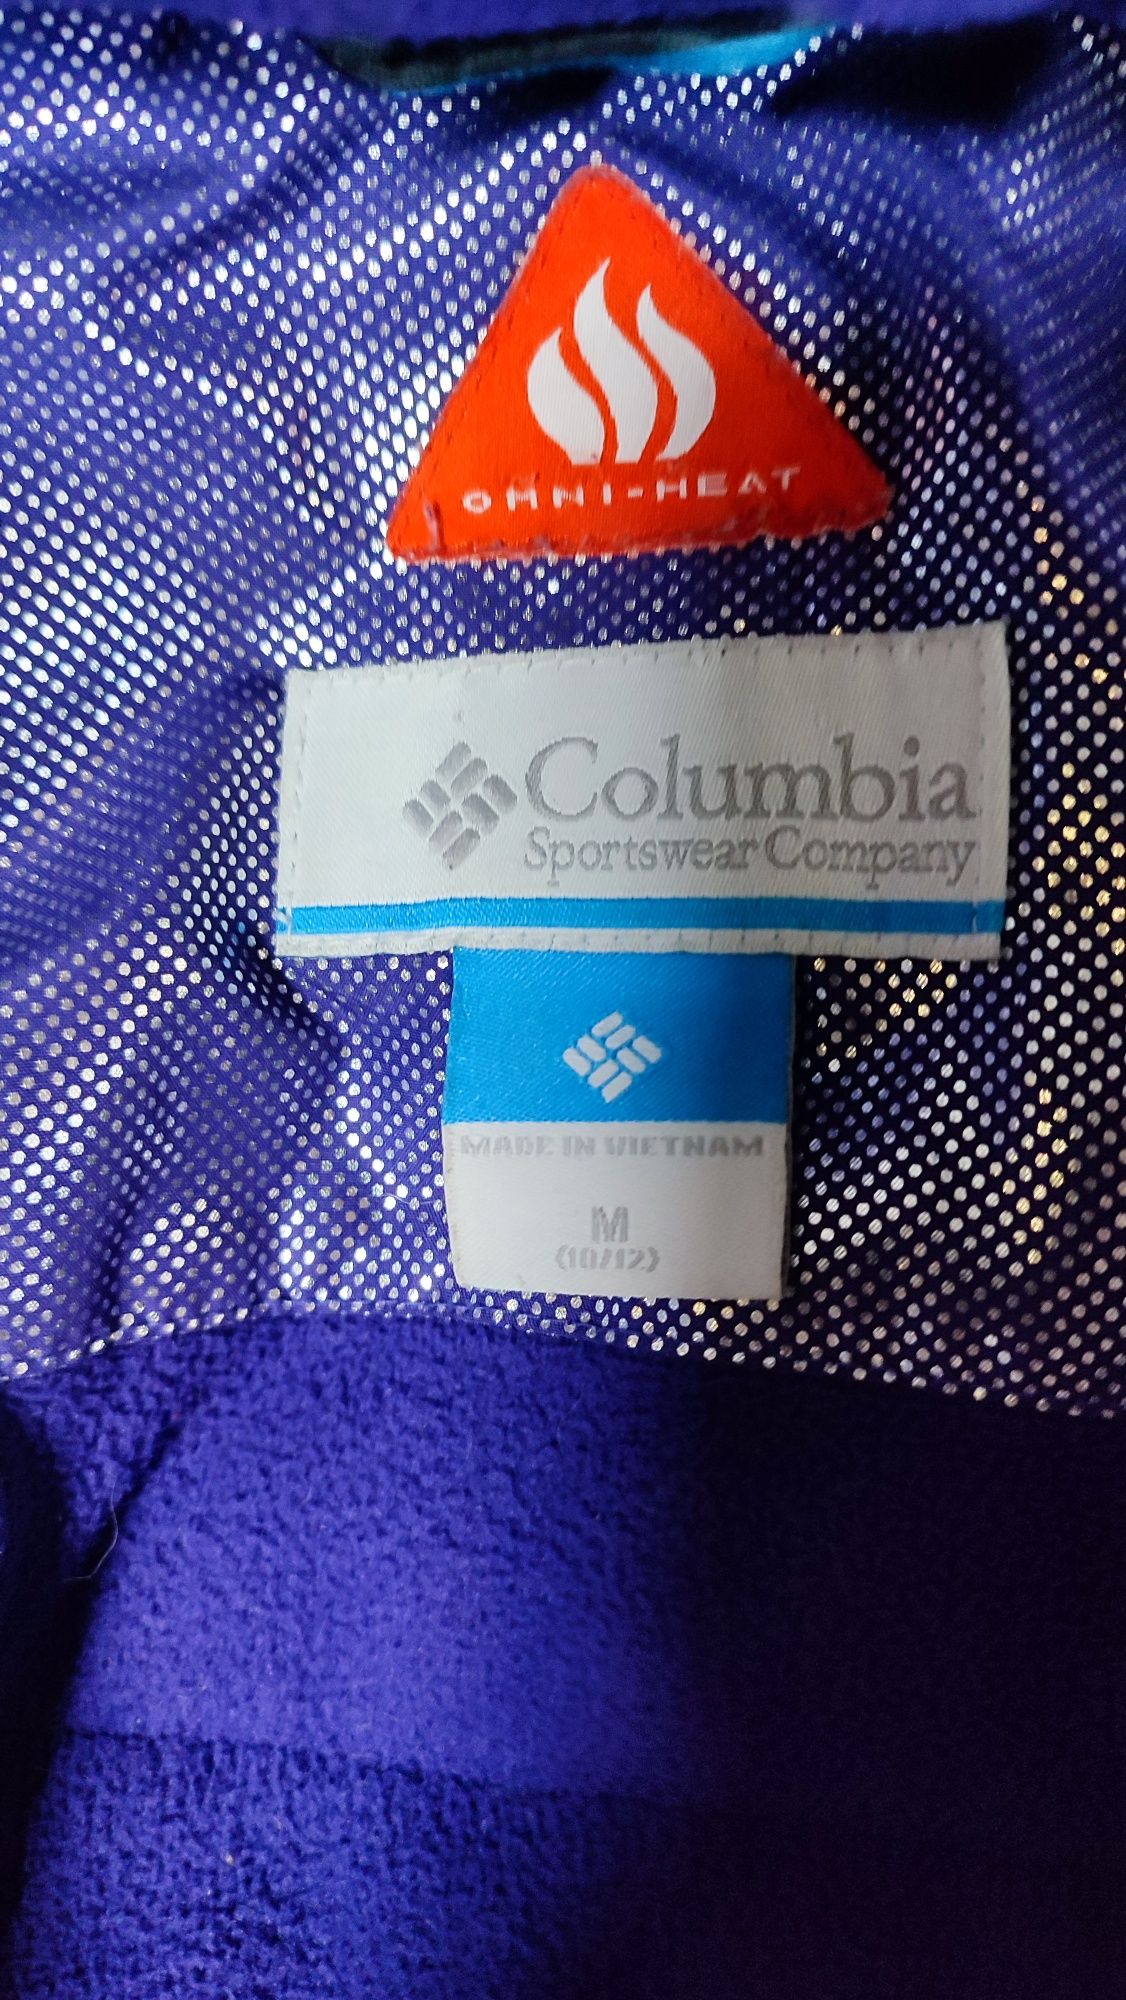 OMNI-HEAT
Columbia
Sportswear Company
MADE IN VIETNAM
M
(10/12)